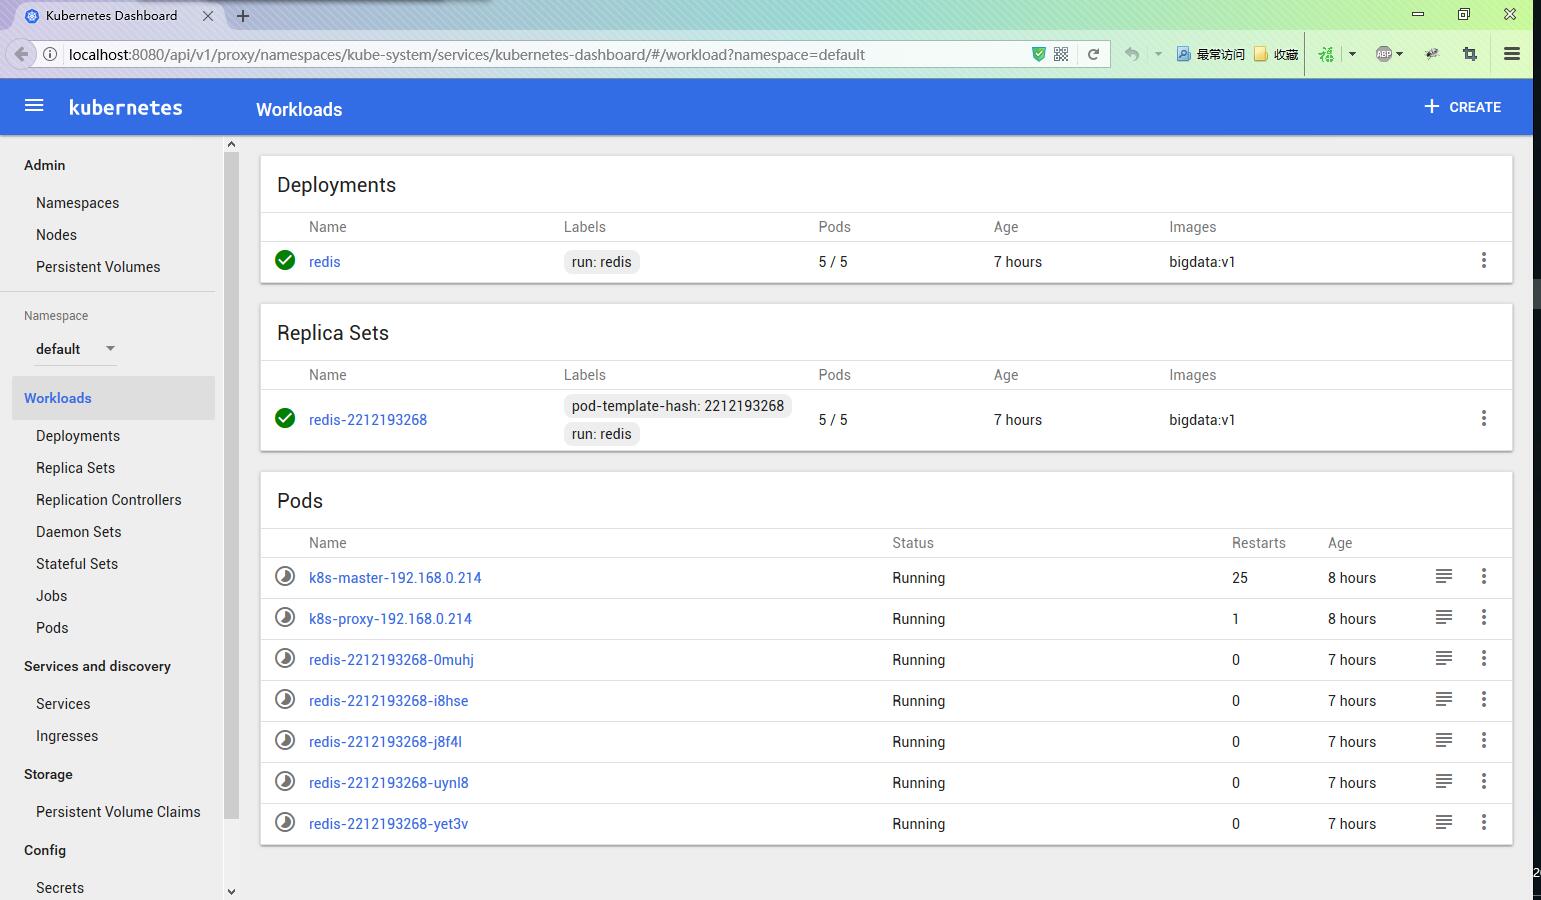 Kubernetes Dashboard
localhost:8080/api/v1/proxy/namespaces/kube-system/services/kubernetes-dashboard/#/workload?namespace=default
最常访问
收藏
ABP
kubernetes
Workloads
CREATE
Admin
Namespaces
Nodes
Persistent Volumes
Namespace
default
Workloads
Deployments
Replica Sets
Replication Controllers
Daemon Sets
Stateful Sets
Jobs
Pods
Services and discovery
Services
Ingresses
Storage
Persistent Volume Claims
Config
Secrets
Deployments
Name Labels Pods Age Images
redis run: redis 5 / 5 7 hours bigdata:v1
Replica Sets
Name Labels Pods Age Images
pod-template-hash: 2212193268
redis-2212193268 5 / 5 7 hours bigdata:v1
run: redis
Pods
Name Status Restarts Age
k8s-master-192.168.0.214 Running 25 8 hours
k8s-proxy-192.168.0.214 Running 1 8 hours
redis-2212193268-0muhj Running 0 7 hours
redis-2212193268-i8hse Running 0 7 hours
redis-2212193268-j8f4l Running 0 7 hours
redis-2212193268-uynl8 Running 0 7 hours
redis-2212193268-yet3v Running 0 7 hours